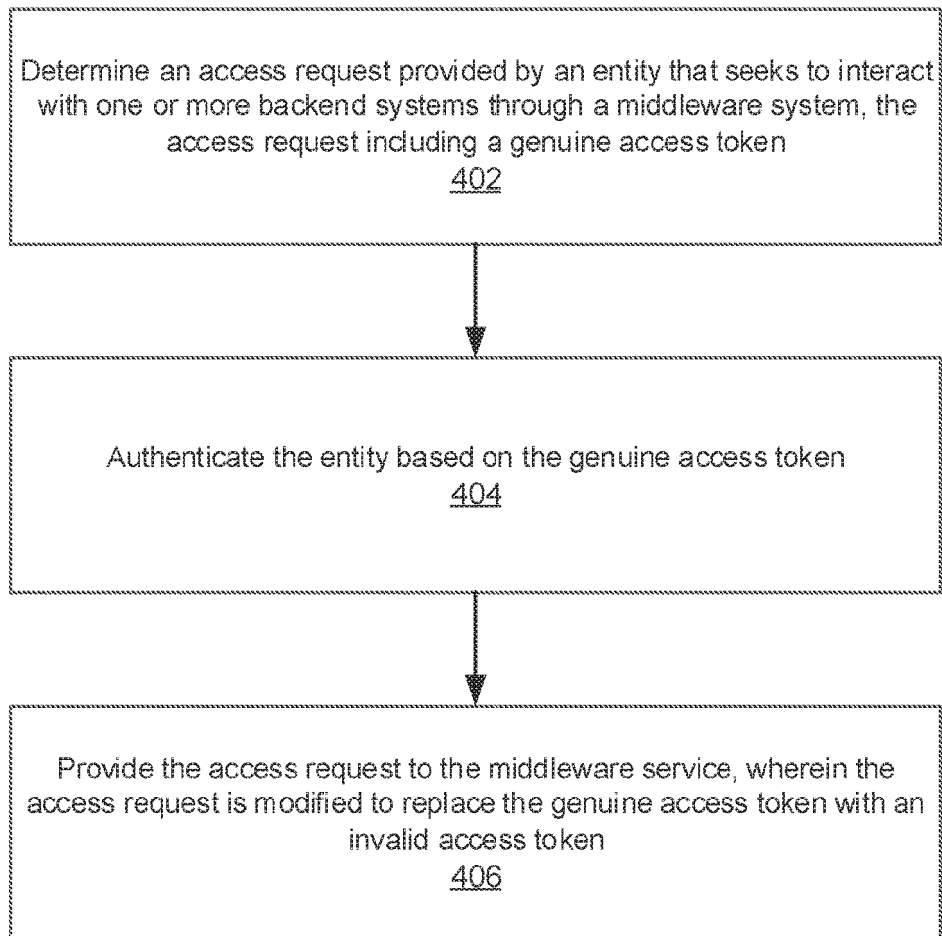 Determine an access request provided by an entity that seeks to interact
with one or more backend systems through a middleware system, the
access request including a genuine access token
402
Authenticate the entity based on the genuine access token
404
Provide the access request to the middleware service, wherein the
access request is modified to replace the genuine access token with an
invalid access token
406